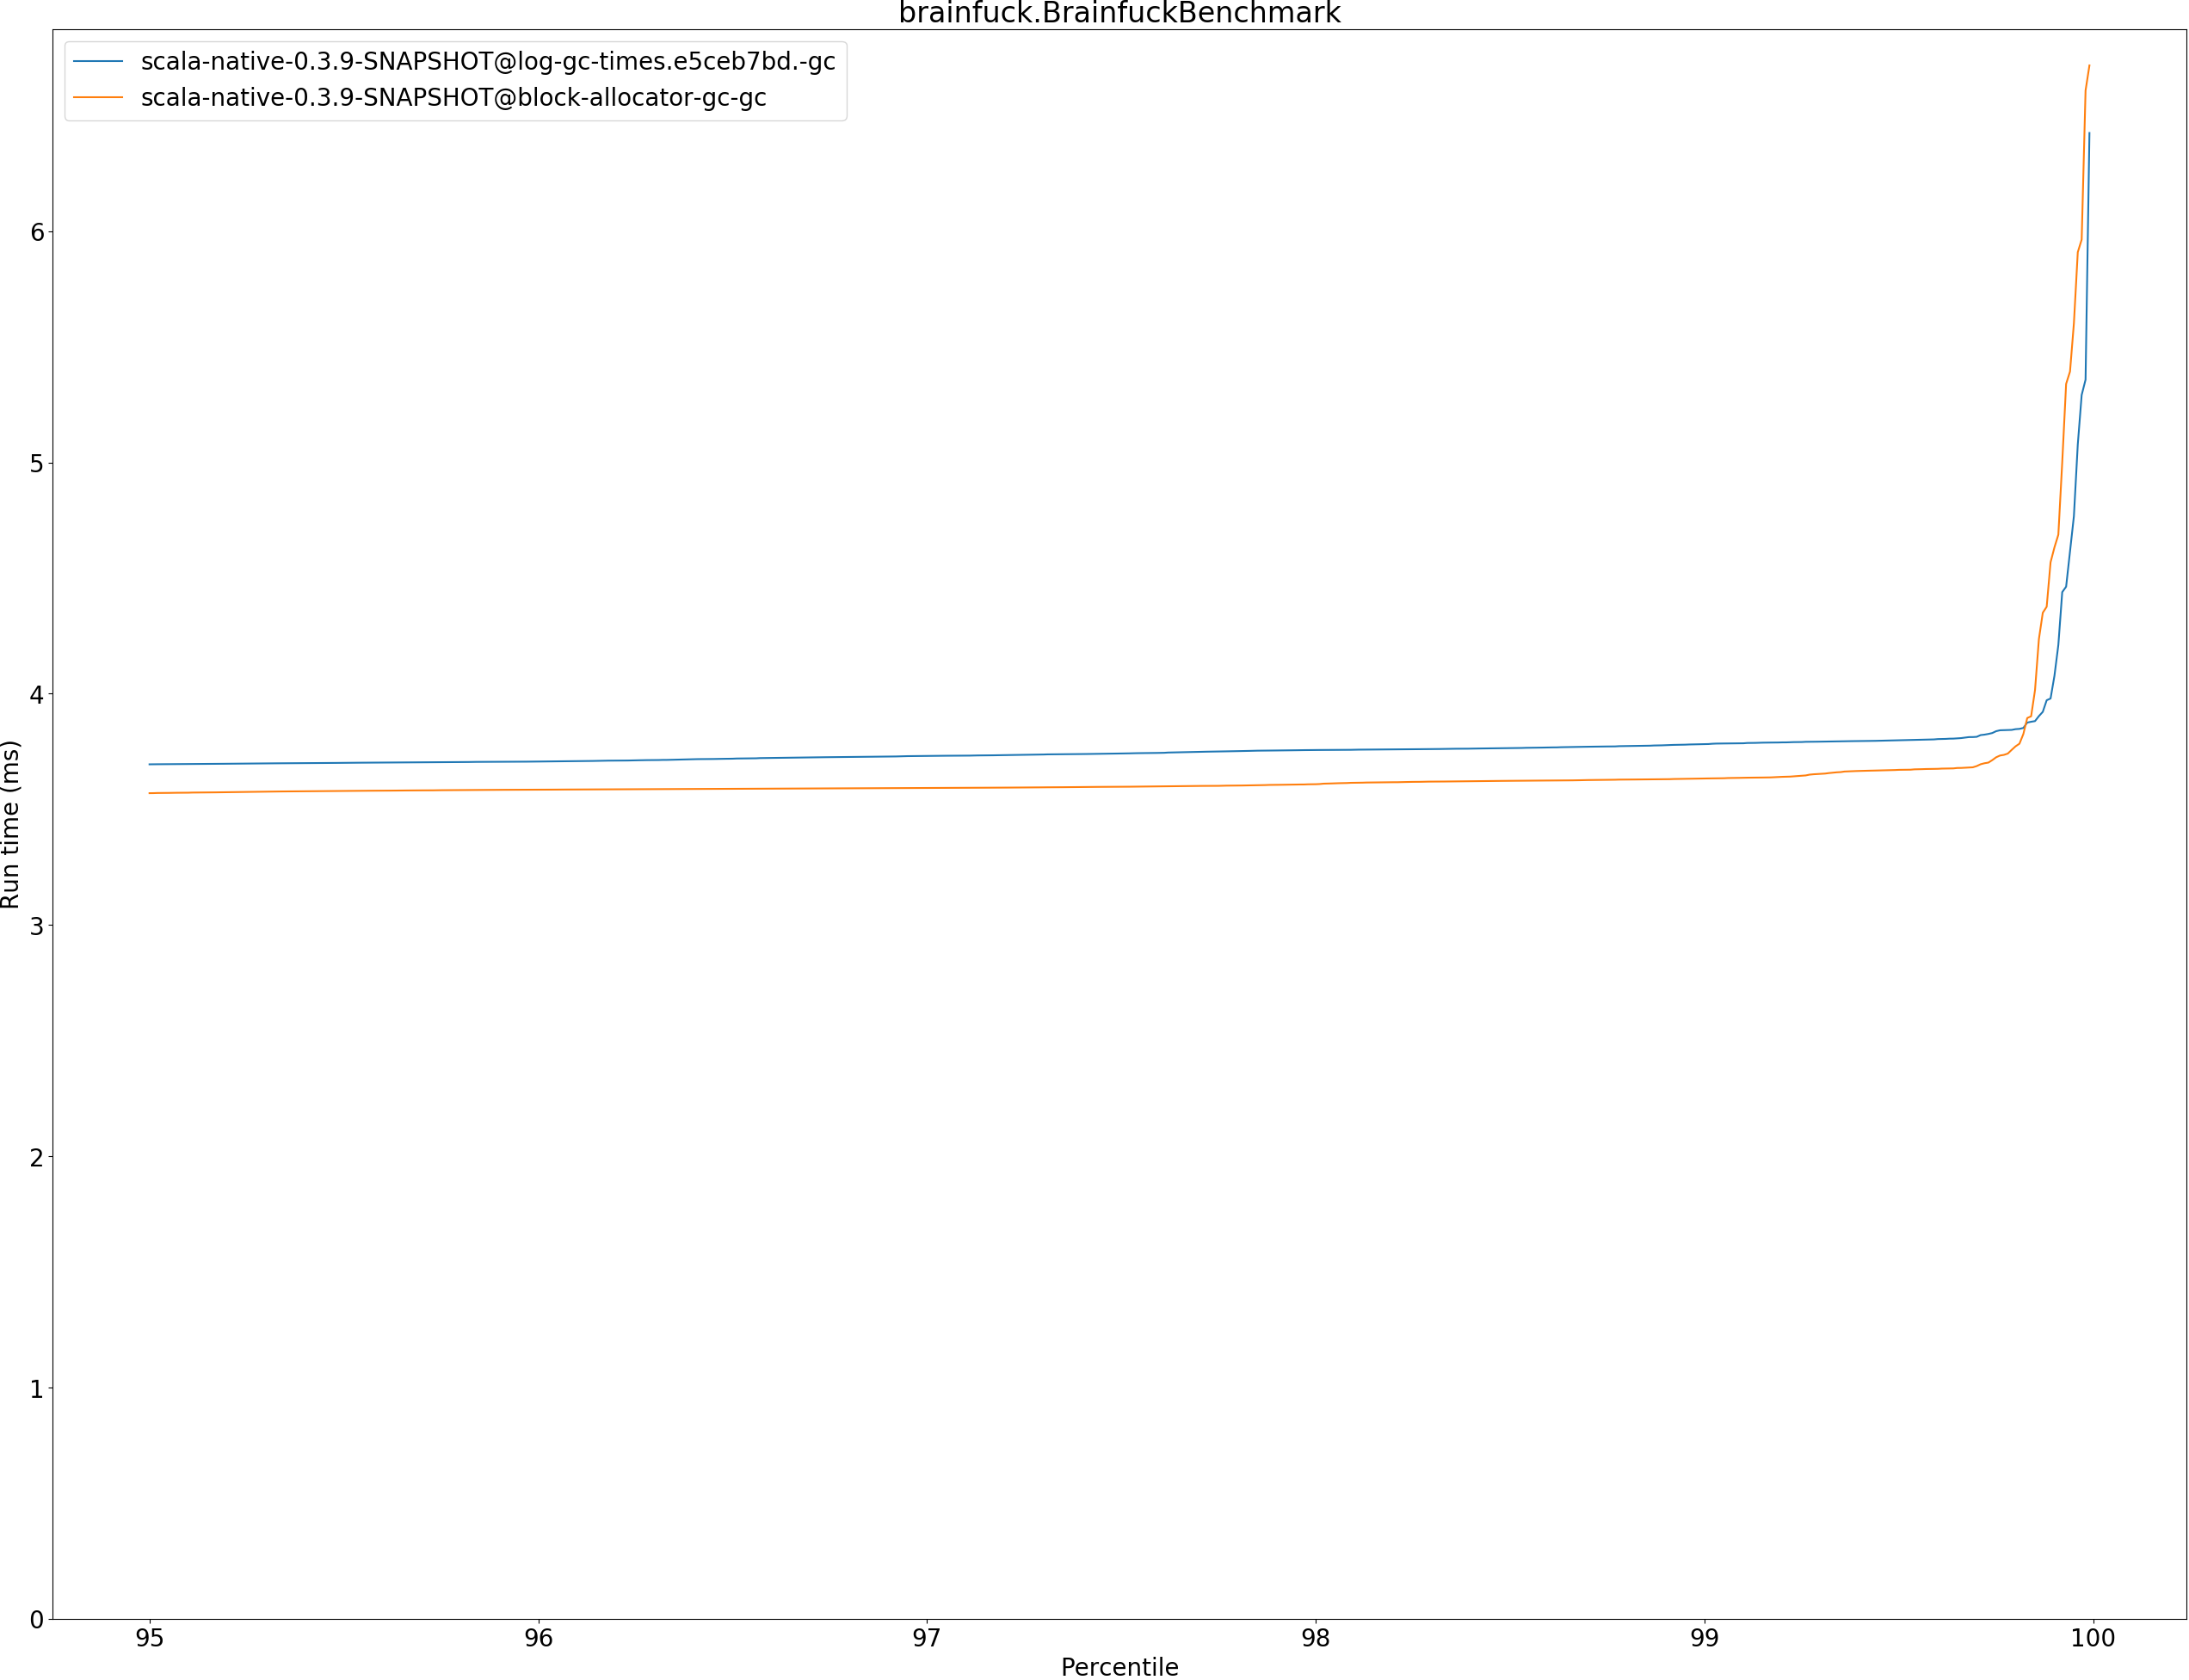 brainfuck.BrainfuckBenchmark
scala-native-0.3.9-SNAPSHOT@log-gc-times.e5ceb7bd.-gc
scala-native-0.3.9-SNAPSHOT@block-allocator-gc-gc
6
5
4
3
2
1
0
Run time (ms)
95 96 97 98 99 100
Percentile